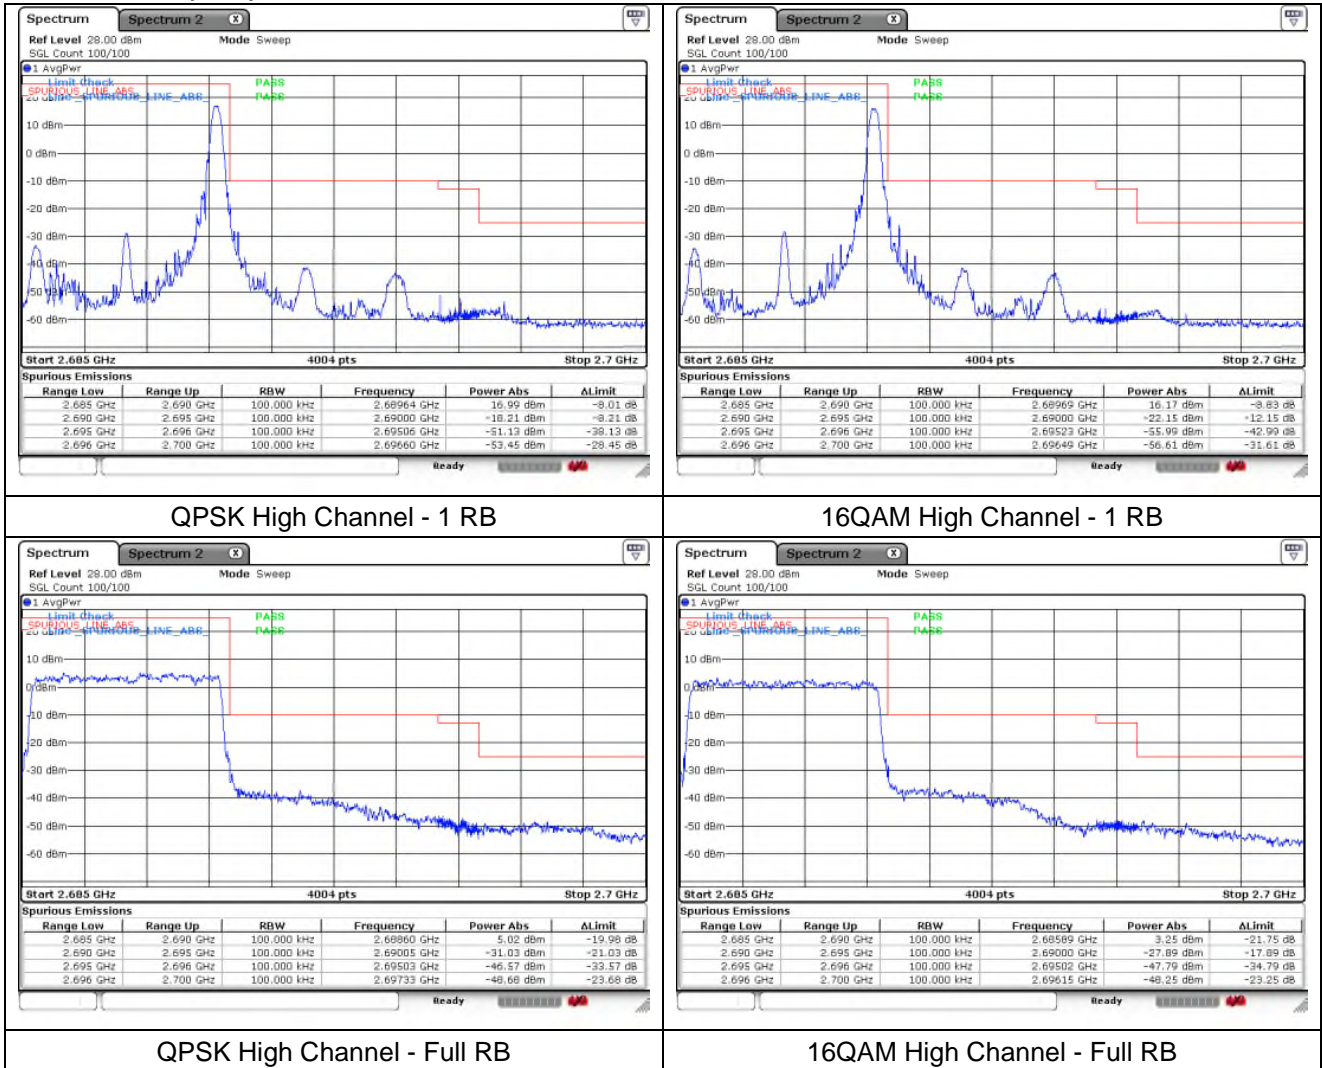 Spectrum Spectrum 2 X
Ref Level 28.00 dBm Mode Sweep
SGL Count 100/100
1 AvgPwr
Limit Check PASS
SPURIOUS_LINE_ABS
Line _SPURIOUS_LINE_ABS_ PASS
20 dBm
10 dBm
0 dBm
-10 dBm
-20 dBm
-30 dBm
-40 dBm
-50 dBm
-60 dBm
Start 2.685 GHz 4004 pts Stop 2.7 GHz
Spurious Emissions
Range Low Range Up RBW Frequency Power Abs ΔLimit
2.685 GHz 2.690 GHz 100.000 kHz 2.68964 GHz 16.99 dBm -8.01 dB
2.690 GHz 2.695 GHz 100.000 kHz 2.69000 GHz -18.21 dBm -8.21 dB
2.695 GHz 2.696 GHz 100.000 kHz 2.69506 GHz -51.13 dBm -38.13 dB
2.696 GHz 2.700 GHz 100.000 kHz 2.69660 GHz -53.45 dBm -28.45 dB
Ready
QPSK High Channel - 1 RB
Spectrum Spectrum 2 X
Ref Level 28.00 dBm Mode Sweep
SGL Count 100/100
1 AvgPwr
Limit Check PASS
SPURIOUS_LINE_ABS
Line _SPURIOUS_LINE_ABS_ PASS
20 dBm
10 dBm
0 dBm
-10 dBm
-20 dBm
-30 dBm
-40 dBm
-50 dBm
-60 dBm
Start 2.685 GHz 4004 pts Stop 2.7 GHz
Spurious Emissions
Range Low Range Up RBW Frequency Power Abs ΔLimit
2.685 GHz 2.690 GHz 100.000 kHz 2.68969 GHz 16.17 dBm -8.83 dB
2.690 GHz 2.695 GHz 100.000 kHz 2.69000 GHz -22.15 dBm -12.15 dB
2.695 GHz 2.696 GHz 100.000 kHz 2.69523 GHz -55.99 dBm -42.99 dB
2.696 GHz 2.700 GHz 100.000 kHz 2.69649 GHz -56.61 dBm -31.61 dB
Ready
16QAM High Channel - 1 RB
Spectrum Spectrum 2 X
Ref Level 28.00 dBm Mode Sweep
SGL Count 100/100
1 AvgPwr
Limit Check PASS
SPURIOUS_LINE_ABS
Line _SPURIOUS_LINE_ABS_ PASS
20 dBm
10 dBm
0 dBm
-10 dBm
-20 dBm
-30 dBm
-40 dBm
-50 dBm
-60 dBm
Start 2.685 GHz 4004 pts Stop 2.7 GHz
Spurious Emissions
Range Low Range Up RBW Frequency Power Abs ΔLimit
2.685 GHz 2.690 GHz 100.000 kHz 2.68860 GHz 5.02 dBm -19.98 dB
2.690 GHz 2.695 GHz 100.000 kHz 2.69005 GHz -31.03 dBm -21.03 dB
2.695 GHz 2.696 GHz 100.000 kHz 2.69503 GHz -46.57 dBm -33.57 dB
2.696 GHz 2.700 GHz 100.000 kHz 2.69733 GHz -48.68 dBm -23.68 dB
Ready
QPSK High Channel - Full RB
Spectrum Spectrum 2 X
Ref Level 28.00 dBm Mode Sweep
SGL Count 100/100
1 AvgPwr
Limit Check PASS
SPURIOUS_LINE_ABS
Line _SPURIOUS_LINE_ABS_ PASS
20 dBm
10 dBm
0 dBm
-10 dBm
-20 dBm
-30 dBm
-40 dBm
-50 dBm
-60 dBm
Start 2.685 GHz 4004 pts Stop 2.7 GHz
Spurious Emissions
Range Low Range Up RBW Frequency Power Abs ΔLimit
2.685 GHz 2.690 GHz 100.000 kHz 2.68589 GHz 3.25 dBm -21.75 dB
2.690 GHz 2.695 GHz 100.000 kHz 2.69000 GHz -27.89 dBm -17.89 dB
2.695 GHz 2.696 GHz 100.000 kHz 2.69502 GHz -47.79 dBm -34.79 dB
2.696 GHz 2.700 GHz 100.000 kHz 2.69615 GHz -48.25 dBm -23.25 dB
Ready
16QAM High Channel - Full RB